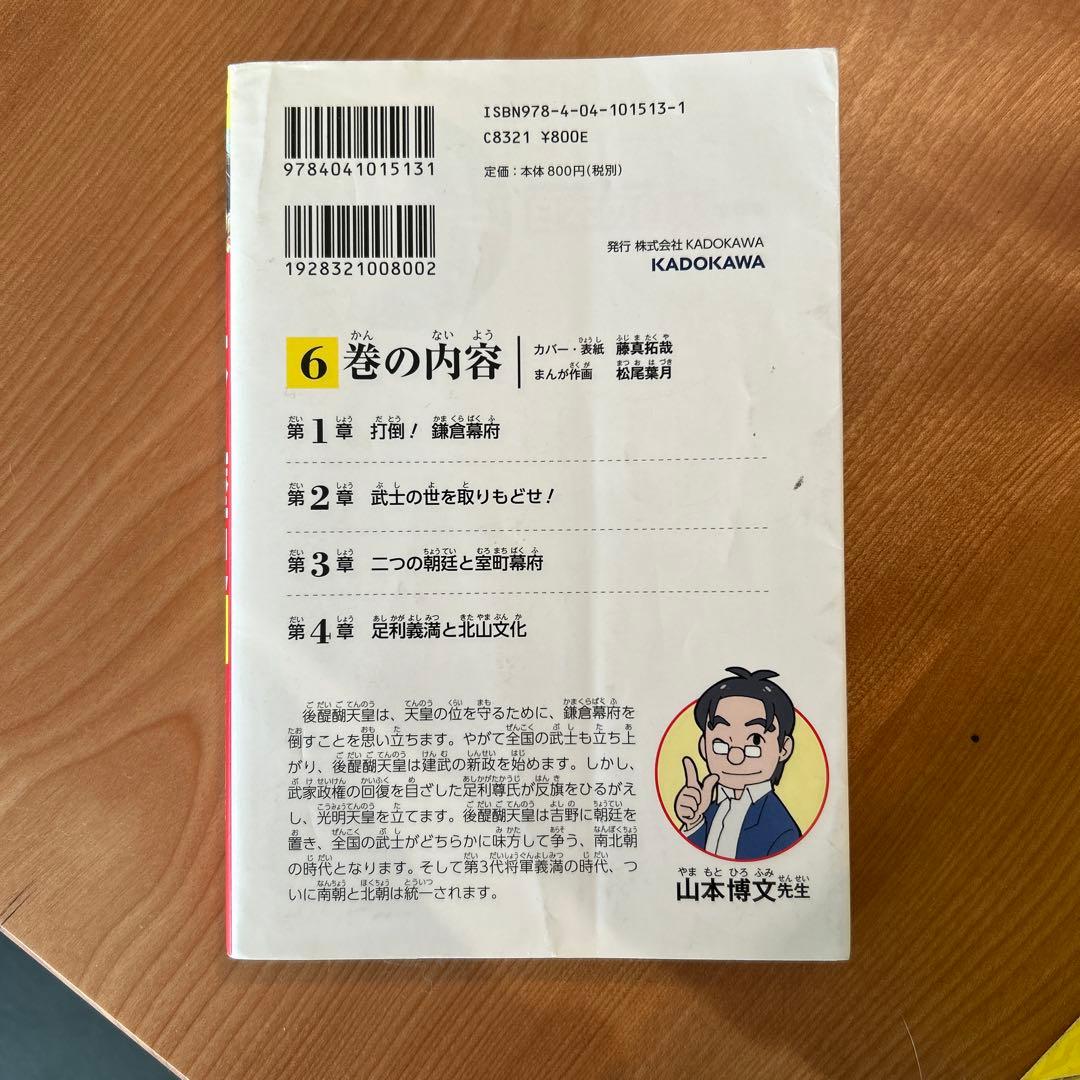 ISBN978-4-04-101513-1
C8321 ¥800E
9784041015131
定価:本体800円(税別)
1928321008002
発行 株式会社KADOKAWA
KADOKAWA
6巻の内容
カバー・表紙 藤真拓哉
まんが作画 松尾葉月
第1章 打倒! 鎌倉幕府
第2章 武士の世を取りもどせ!
第3章 二つの朝廷と室町幕府
第4章 足利義満と北山文化
後醍醐天皇は、天皇の位を守るために、鎌倉幕府を
倒すことを思い立ちます。やがて全国の武士も立ち上
がり、後醍醐天皇は建武の新政を始めます。しかし、
武家政権の回復を目ざした足利尊氏が反旗をひるがえ
し、光明天皇を立てます。後醍醐天皇は吉野に朝廷を
置き、全国の武士がどちらかに味方して争う、南北朝
の時代となります。そして第3代将軍義満の時代、つ
いに南朝と北朝は統一されます。
山本博文先生